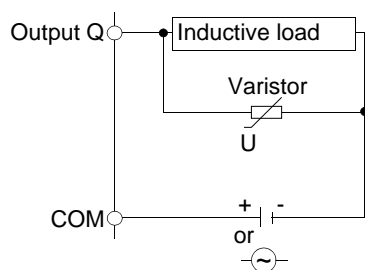 Output Q
Inductive load
Varistor
U
COM
+ -
or
~